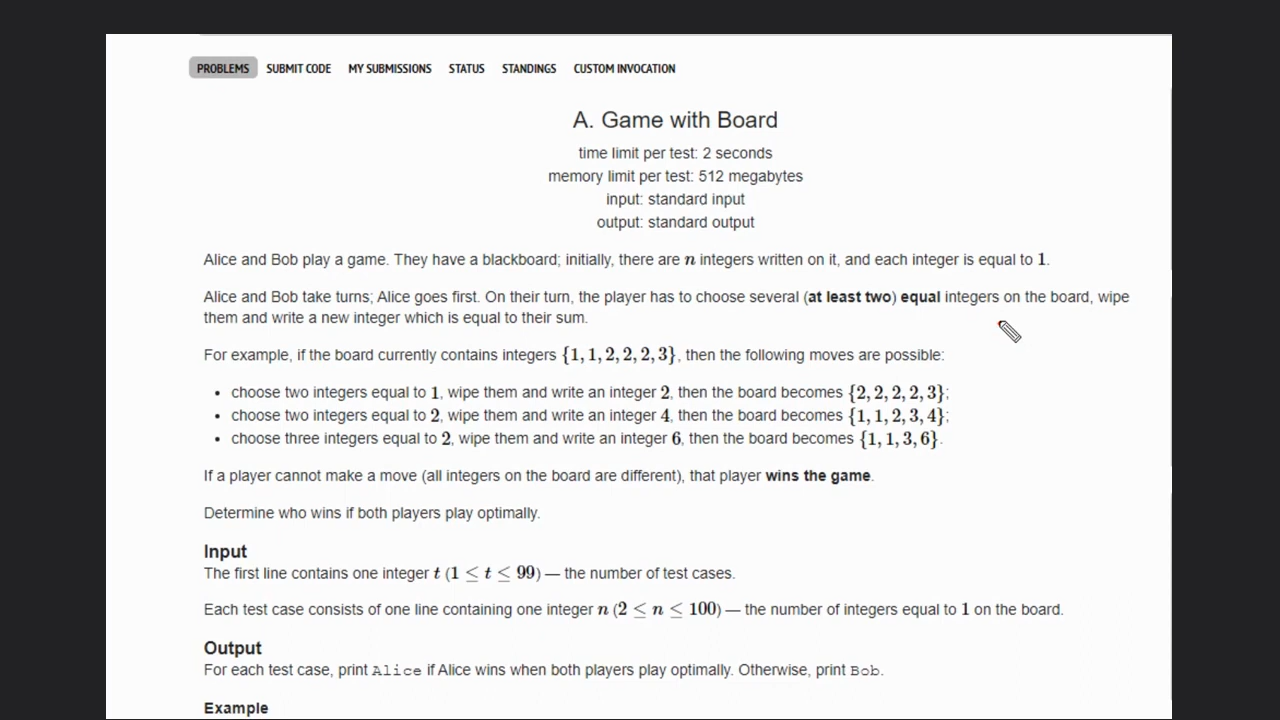 PROBLEMS SUBMIT CODE MY SUBMISSIONS STATUS STANDINGS CUSTOM INVOCATION
A. Game with Board
time limit per test: 2 seconds
memory limit per test: 512 megabytes
input: standard input
output: standard output
Alice and Bob play a game. They have a blackboard; initially, there are n integers written on it, and each integer is equal to 1.
Alice and Bob take turns; Alice goes first. On their turn, the player has to choose several (at least two) equal integers on the board, wipe
them and write a new integer which is equal to their sum.
For example, if the board currently contains integers {1, 1, 2, 2, 2, 3}, then the following moves are possible:
• choose two integers equal to 1, wipe them and write an integer 2, then the board becomes {2, 2, 2, 2, 3};
• choose two integers equal to 2, wipe them and write an integer 4, then the board becomes {1, 1, 2, 3, 4};
• choose three integers equal to 2, wipe them and write an integer 6, then the board becomes {1, 1, 3, 6}.
If a player cannot make a move (all integers on the board are different), that player wins the game.
Determine who wins if both players play optimally.
Input
The first line contains one integer t (1 ≤ t ≤ 99) — the number of test cases.
Each test case consists of one line containing one integer n (2 ≤ n ≤ 100) — the number of integers equal to 1 on the board.
Output
For each test case, print Alice if Alice wins when both players play optimally. Otherwise, print Bob.
Example